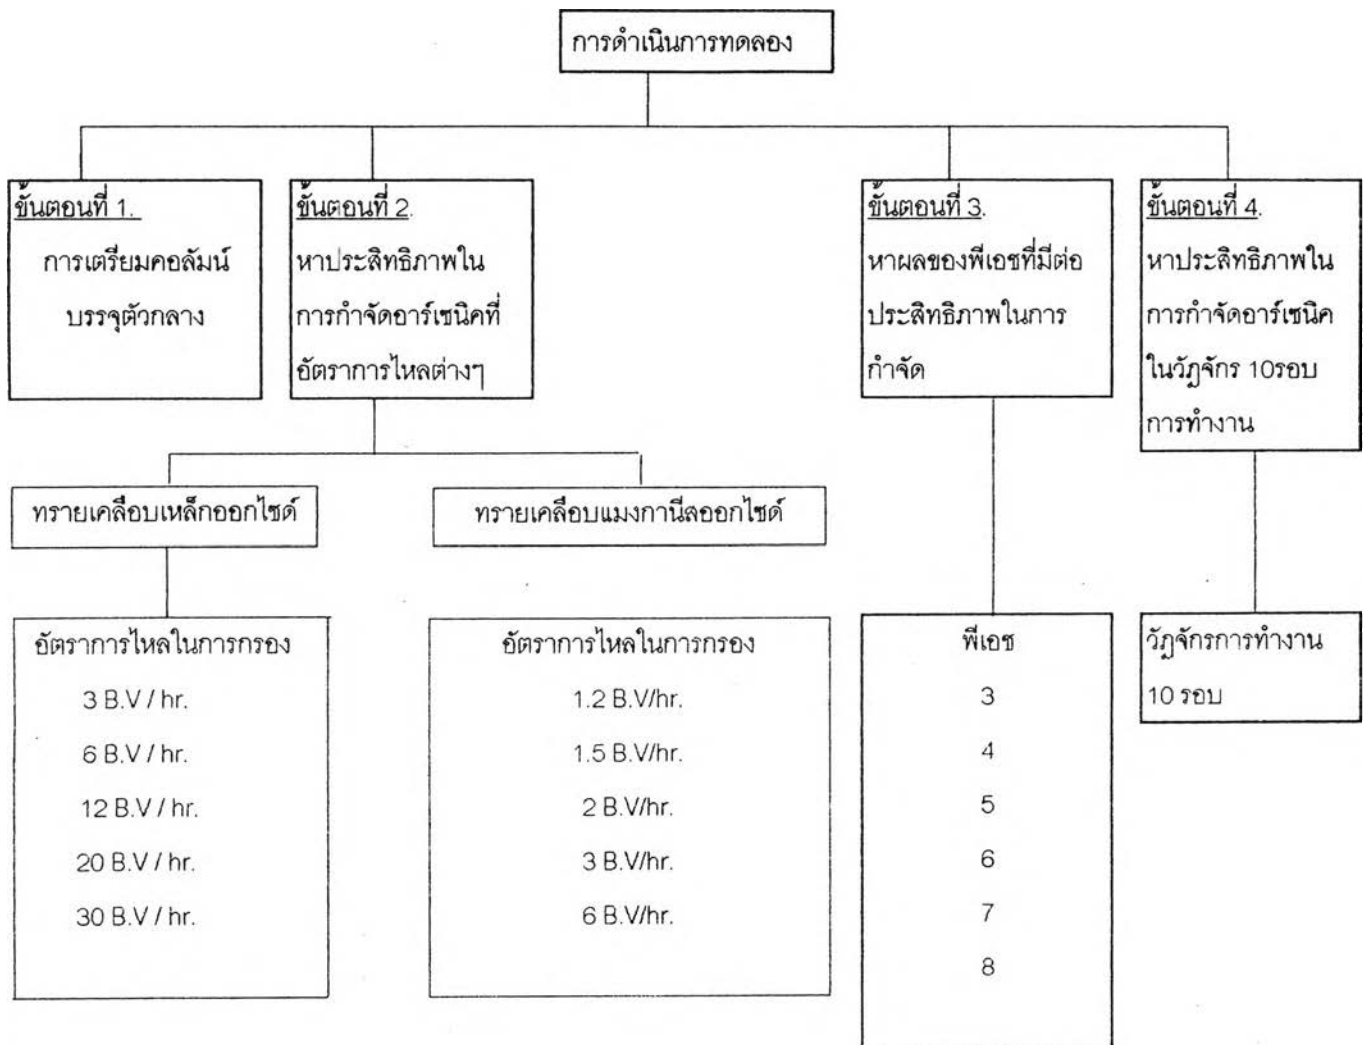 การดำเนินการทดลอง
ขั้นตอนที่ 1.
การเตรียมคอลัมน์
บรรจุตัวกลาง
ขั้นตอนที่ 2.
หาประสิทธิภาพใน
การกำจัดอาร์เซนิคที่
อัตราการไหลต่างๆ
ขั้นตอนที่ 3.
หาผลของพีเอชที่มีต่อ
ประสิทธิภาพในการ
กำจัด
ขั้นตอนที่ 4.
หาประสิทธิภาพใน
การกำจัดอาร์เซนิค
ในวัฏจักร 10รอบ
การทำงาน
ทรายเคลือบเหล็กออกไซด์
ทรายเคลือบแมงกานีสออกไซด์
อัตราการไหลในการกรอง
3 B.V / hr.
6 B.V / hr.
12 B.V / hr.
20 B.V / hr.
30 B.V / hr.
อัตราการไหลในการกรอง
1.2 B.V/hr.
1.5 B.V/hr.
2 B.V/hr.
3 B.V/hr.
6 B.V/hr.
พีเอช
3
4
5
6
7
8
วัฏจักรการทำงาน
10 รอบ